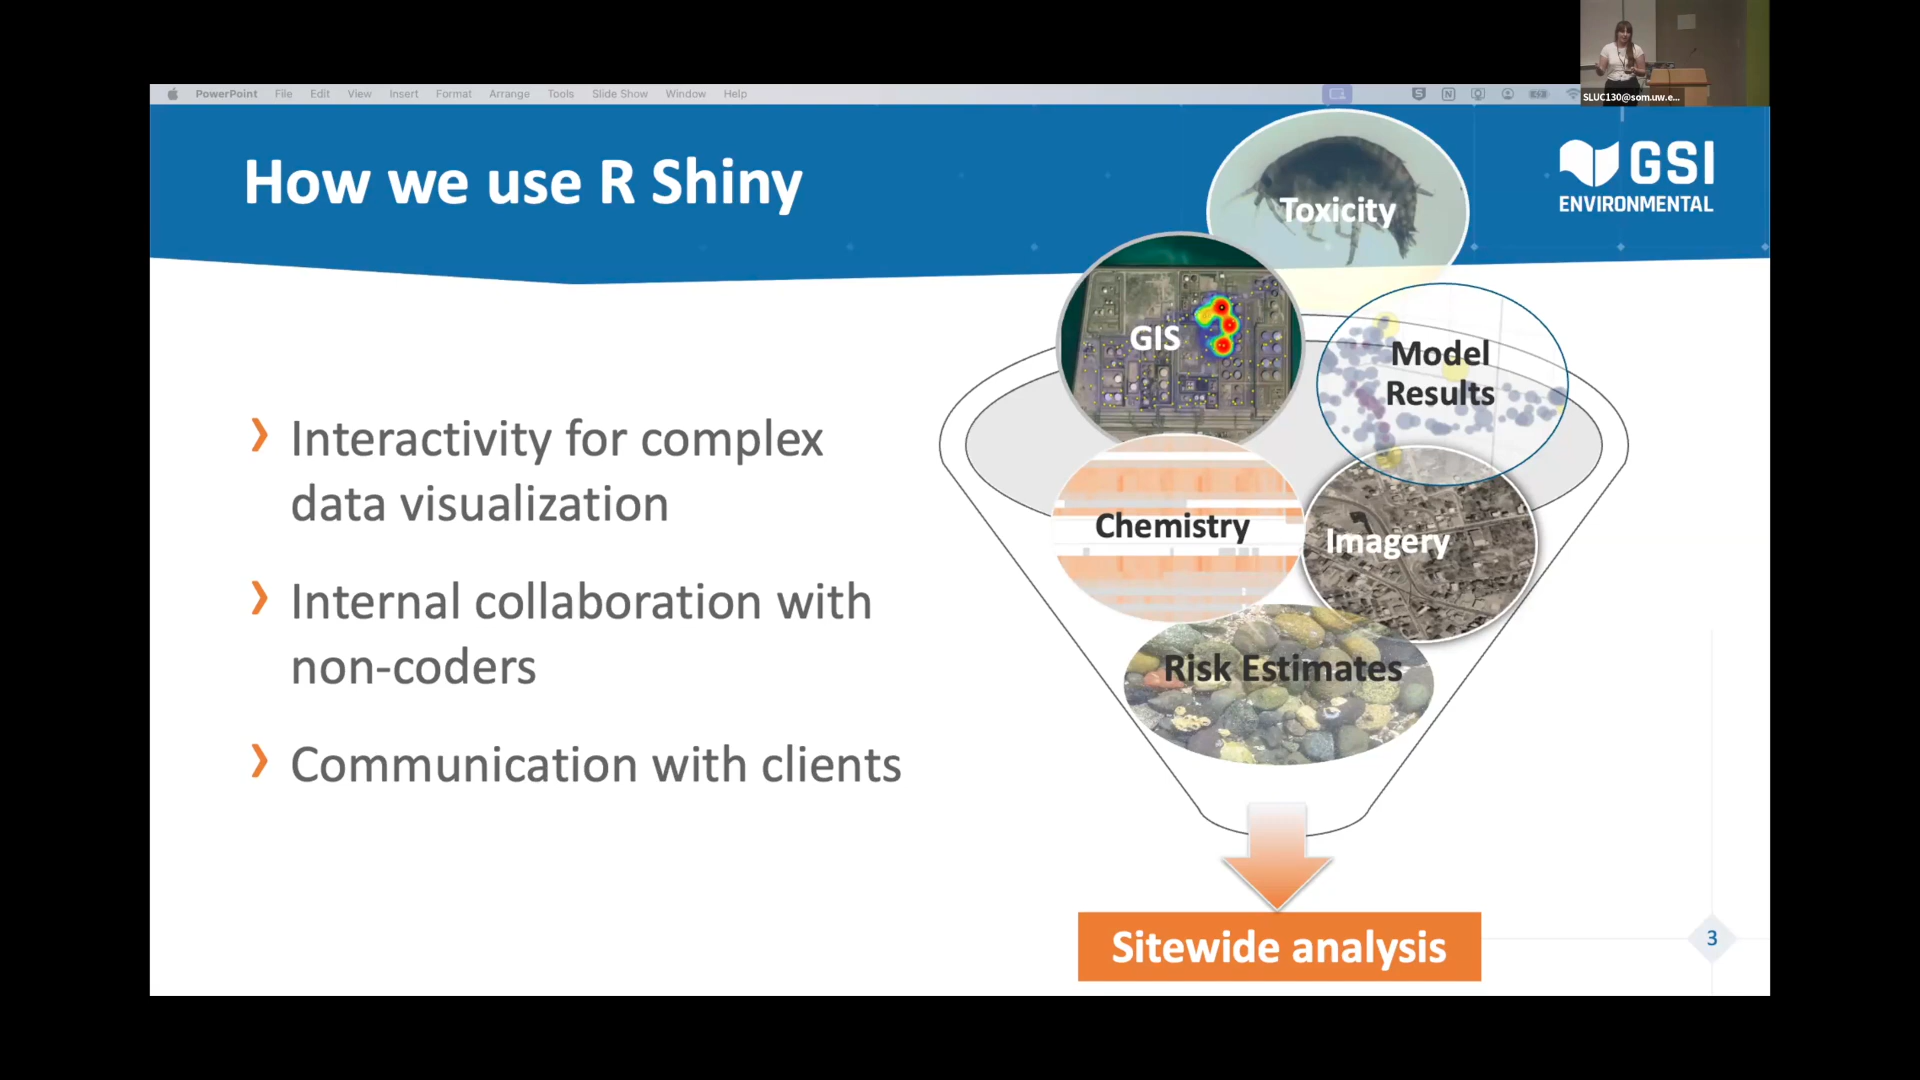 PowerPoint File Edit View Insert Format Arrange Tools Slide Show Window Help
SLUC130@som.uw.e...
How we use R Shiny
GSI
ENVIRONMENTAL
Interactivity for complex
data visualization
Internal collaboration with
non-coders
Communication with clients
Toxicity
GIS
Model
Results
Chemistry
Imagery
Risk Estimates
Sitewide analysis
3